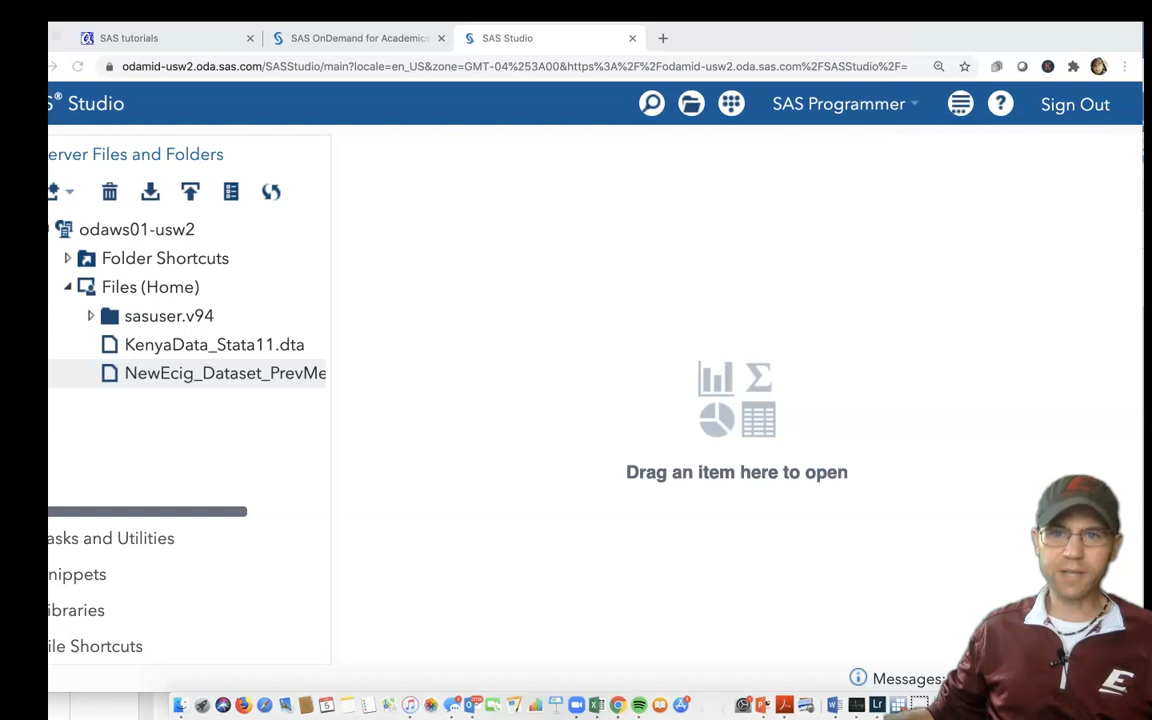 SAS tutorials
SAS OnDemand for Academics
SAS Studio
odamid-usw2.oda.sas.com/SASStudio/main?locale=en_US&zone=GMT-04%253A00&https%3A%2F%2Fodamid-usw2.oda.sas.com%2FSASStudio%2F=
S® Studio
SAS Programmer
Sign Out
erver Files and Folders
odaws01-usw2
Folder Shortcuts
Files (Home)
sasuser.v94
KenyaData_Stata11.dta
NewEcig_Dataset_PrevMe
Drag an item here to open
asks and Utilities
nippets
ibraries
ile Shortcuts
Messages:
E